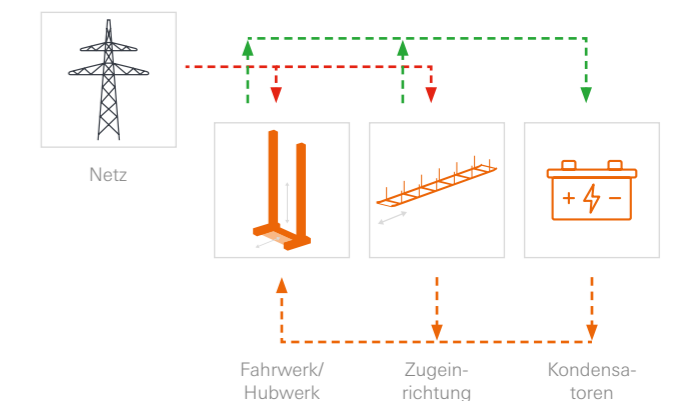 Netz
+ –
Fahrwerk/
Hubwerk
Zugein-
richtung
Kondensa-
toren